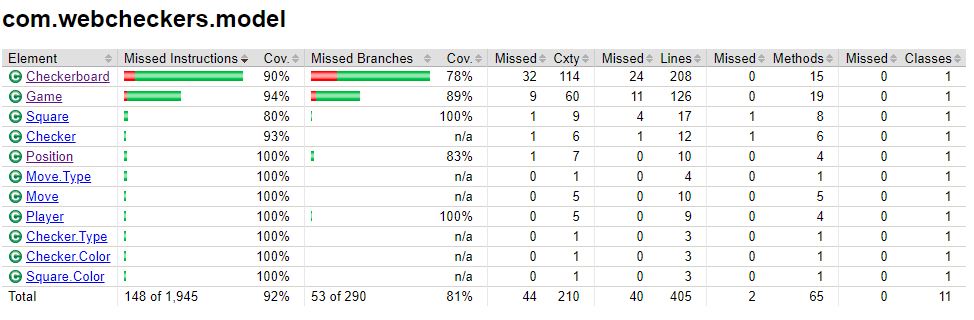 com.webcheckers.model
Element Missed Instructions Cov. Missed Branches Cov. Missed Cxty Missed Lines Missed Methods Missed Classes
C Checkerboard 90% 78% 32 114 24 208 0 15 0 1
C Game 94% 89% 9 60 11 126 0 19 0 1
C Square 80% 100% 1 9 4 17 1 8 0 1
C Checker 93% n/a 1 6 1 12 1 6 0 1
C Position 100% 83% 1 7 0 10 0 4 0 1
C Move.Type 100% n/a 0 1 0 4 0 1 0 1
C Move 100% n/a 0 5 0 10 0 5 0 1
C Player 100% 100% 0 5 0 9 0 4 0 1
C Checker.Type 100% n/a 0 1 0 3 0 1 0 1
C Checker.Color 100% n/a 0 1 0 3 0 1 0 1
C Square.Color 100% n/a 0 1 0 3 0 1 0 1
Total 148 of 1,945 92% 53 of 290 81% 44 210 40 405 2 65 0 11